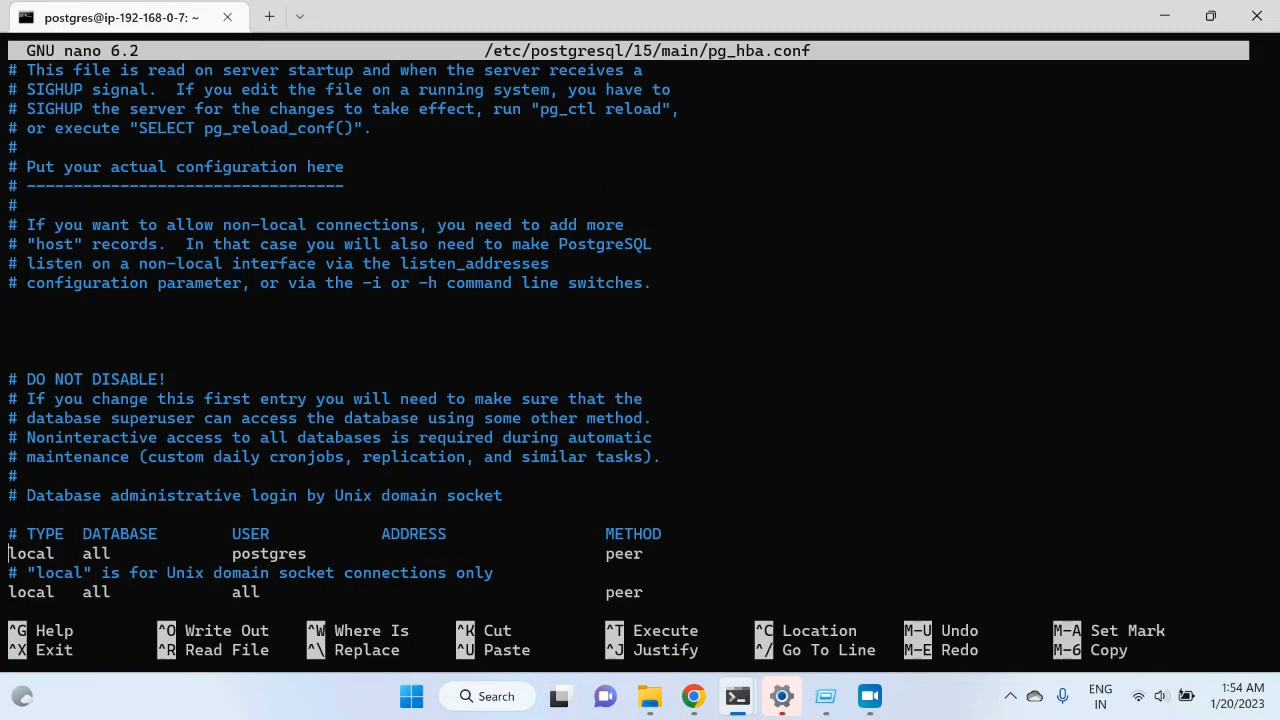 postgres@ip-192-168-0-7: ~
GNU nano 6.2 /etc/postgresql/15/main/pg_hba.conf
# This file is read on server startup and when the server receives a
# SIGHUP signal.  If you edit the file on a running system, you have to
# SIGHUP the server for the changes to take effect, run "pg_ctl reload",
# or execute "SELECT pg_reload_conf()".
#
# Put your actual configuration here
# ----------------------------------
#
# If you want to allow non-local connections, you need to add more
# "host" records.  In that case you will also need to make PostgreSQL
# listen on a non-local interface via the listen_addresses
# configuration parameter, or via the -i or -h command line switches.
# DO NOT DISABLE!
# If you change this first entry you will need to make sure that the
# database superuser can access the database using some other method.
# Noninteractive access to all databases is required during automatic
# maintenance (custom daily cronjobs, replication, and similar tasks).
#
# Database administrative login by Unix domain socket
# TYPE  DATABASE        USER            ADDRESS                 METHOD
local   all             postgres                                peer
# "local" is for Unix domain socket connections only
local   all             all                                     peer
^G Help ^O Write Out ^W Where Is ^K Cut ^T Execute ^C Location M-U Undo M-A Set Mark
^X Exit ^R Read File ^\ Replace ^U Paste ^J Justify ^/ Go To Line M-E Redo M-6 Copy
Search
ENG
IN
1:54 AM
1/20/2023